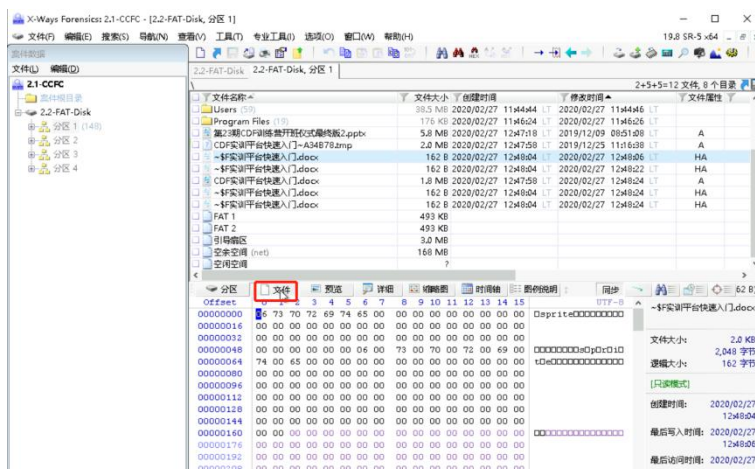 X-Ways Forensics: 2.1-CCFC - [2.2-FAT-Disk, 分区 1]
文件(F) 编辑(E) 搜索(S) 导航(N) 查看(V) 工具(T) 专业工具(I) 选项(O) 窗口(W) 帮助(H)
19.8 SR-5 x64
案件数据
文件(L) 编辑(D)
2.1-CCFC
案件根目录
2.2-FAT-Disk
分区 1 (148)
分区 2
分区 3
分区 4
2.2-FAT-Disk 2.2-FAT-Disk, 分区 1
\ 2+5+5=12 文件, 8 个目录
文件名称 文件大小 创建时间 修改时间 文件属性
Users (59) 38.5 MB 2020/02/27 11:44:44 LT 2020/02/27 11:44:46 LT
Program Files (19) 176 KB 2020/02/27 11:46:24 LT 2020/02/27 11:46:26 LT
第23期CDF训练营开班仪式最终版2.pptx 5.8 MB 2020/02/27 12:47:18 LT 2019/12/09 08:51:08 LT A
CDF实训平台快速入门~A34B78.tmp 2.0 MB 2020/02/27 12:47:58 LT 2019/12/25 11:16:38 LT A
~$F实训平台快速入门.docx 162 B 2020/02/27 12:48:04 LT 2020/02/27 12:48:06 LT HA
~$F实训平台快速入门.docx 162 B 2020/02/27 12:48:04 LT 2020/02/27 12:48:22 LT HA
CDF实训平台快速入门.docx 1.8 MB 2020/02/27 12:47:58 LT 2020/02/27 12:48:24 LT A
~$F实训平台快速入门.docx 162 B 2020/02/27 12:48:04 LT 2020/02/27 12:48:24 LT HA
~$F实训平台快速入门.docx 162 B 2020/02/27 12:48:04 LT 2020/02/27 12:48:24 LT HA
FAT 1 493 KB
FAT 2 493 KB
引导扇区 3.0 MB
空余空间 (net) 168 MB
空闲空间 ?
分区 文件 预览 详细 缩略图 时间轴 图例说明 同步 62 B
Offset 0 1 2 3 4 5 6 7 8 9 10 11 12 13 14 15 UTF-8
00000000 06 73 70 72 69 74 65 00 00 00 00 00 00 00 00 00 □sprite□□□□□□□□□
00000016 00 00 00 00 00 00 00 00 00 00 00 00 00 00 00 00
00000032 00 00 00 00 00 00 00 00 00 00 00 00 00 00 00 00
00000048 00 00 00 00 00 00 06 00 73 00 70 00 72 00 69 00 □□□□□□□□s□p□r□i□
00000064 74 00 65 00 00 00 00 00 00 00 00 00 00 00 00 00 t□e□□□□□□□□□□□□□
00000080 00 00 00 00 00 00 00 00 00 00 00 00 00 00 00 00
00000096 00 00 00 00 00 00 00 00 00 00 00 00 00 00 00 00
00000112 00 00 00 00 00 00 00 00 00 00 00 00 00 00 00 00
00000128 00 00 00 00 00 00 00 00 00 00 00 00 00 00 00 00
00000144 00 00 00 00 00 00 00 00 00 00 00 00 00 00 00 00
00000160 00 00 00 00 00 00 00 00 00 00 00 00 00 00 00 00 □□□□□□□□□□□□□□□□
00000176 00 00 00 00 00 00 00 00 00 00 00 00 00 00 00 00
00000192 00 00 00 00 00 00 00 00 00 00 00 00 00 00 00 00
~$F实训平台快速入门.docx
文件大小: 2.0 KB
2,048 字节
逻辑大小: 162 字节
[只读模式]
创建时间: 2020/02/27
12:48:04
最后写入时间: 2020/02/27
12:48:06
最后访问时间: 2020/02/27